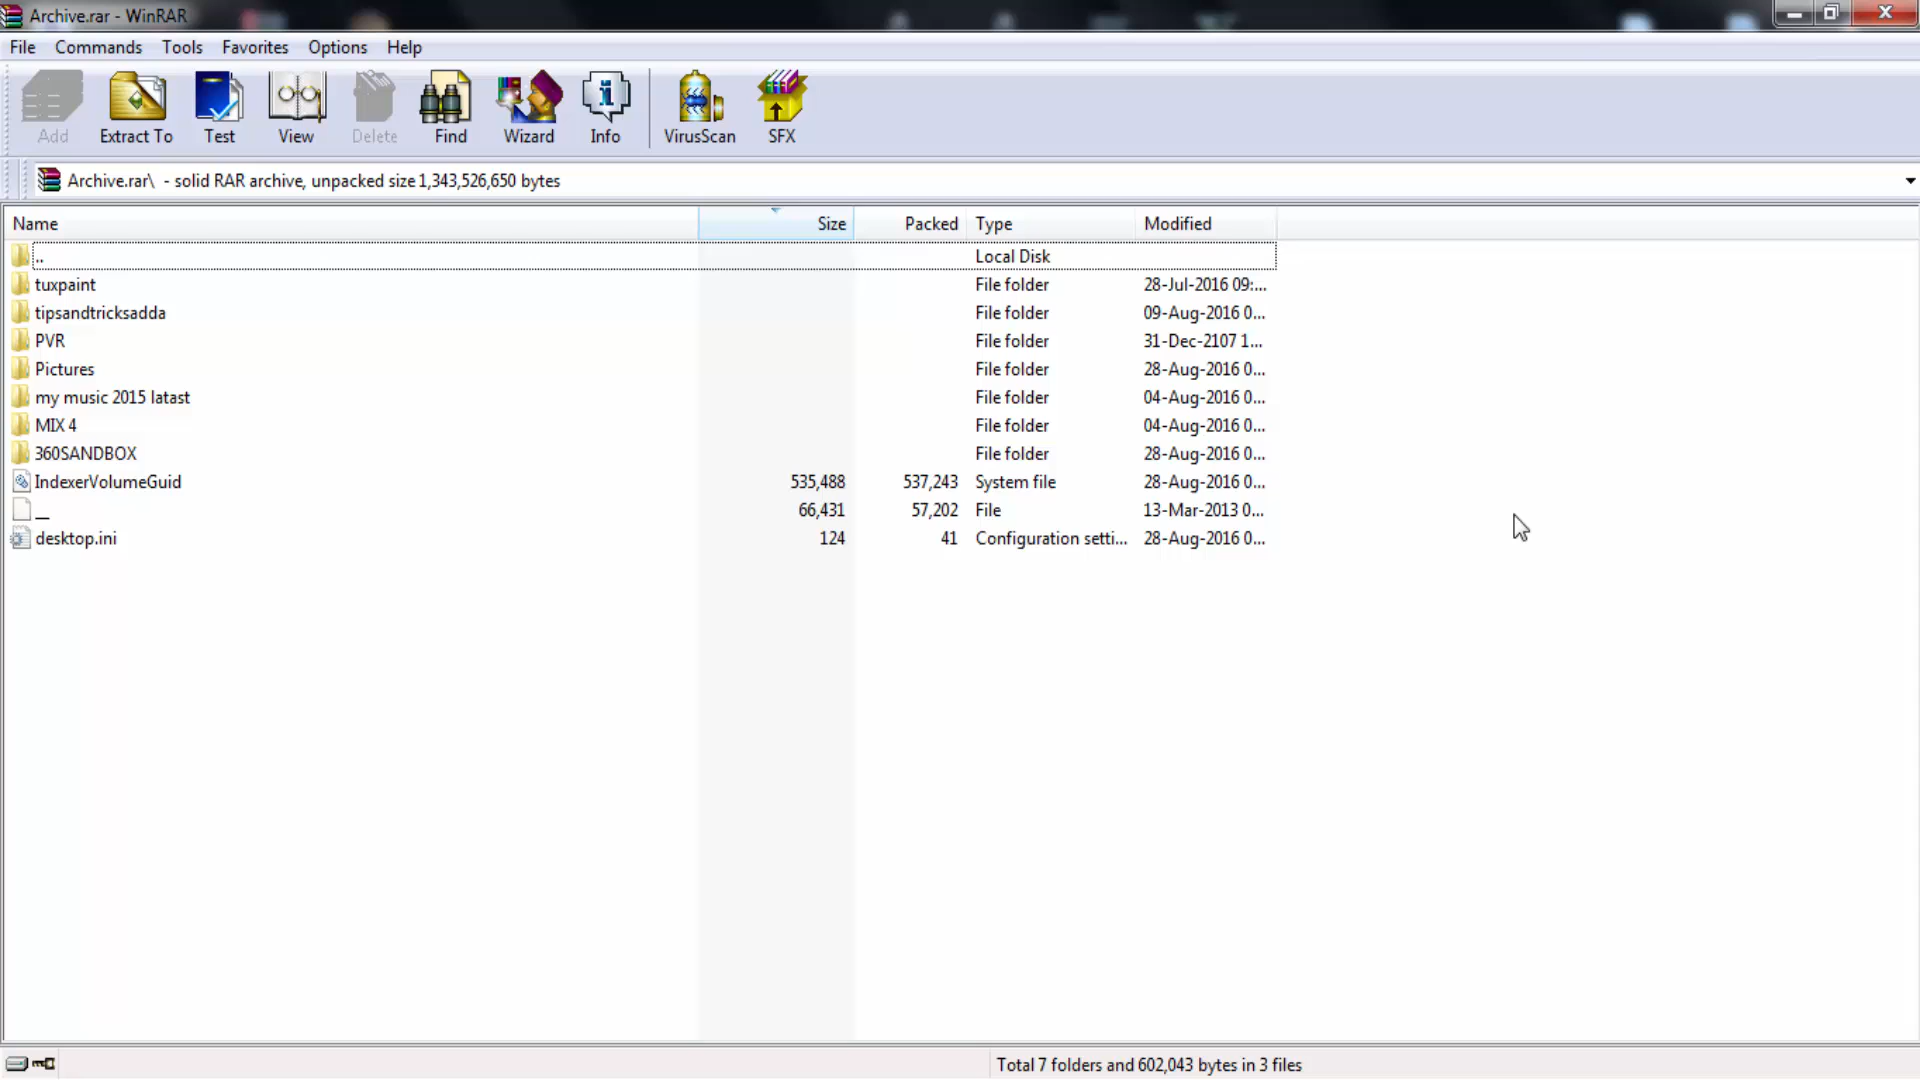 Archive.rar - WinRAR
File Commands Tools Favorites Options Help
Add Extract To Test View Delete Find Wizard Info VirusScan SFX
Archive.rar\ - solid RAR archive, unpacked size 1,343,526,650 bytes
Name Size Packed Type Modified
.. Local Disk
tuxpaint File folder 28-Jul-2016 09:...
tipsandtricksadda File folder 09-Aug-2016 0...
PVR File folder 31-Dec-2107 1...
Pictures File folder 28-Aug-2016 0...
my music 2015 latast File folder 04-Aug-2016 0...
MIX 4 File folder 04-Aug-2016 0...
360SANDBOX File folder 28-Aug-2016 0...
IndexerVolumeGuid 535,488 537,243 System file 28-Aug-2016 0...
__ 66,431 57,202 File 13-Mar-2013 0...
desktop.ini 124 41 Configuration setti... 28-Aug-2016 0...
Total 7 folders and 602,043 bytes in 3 files